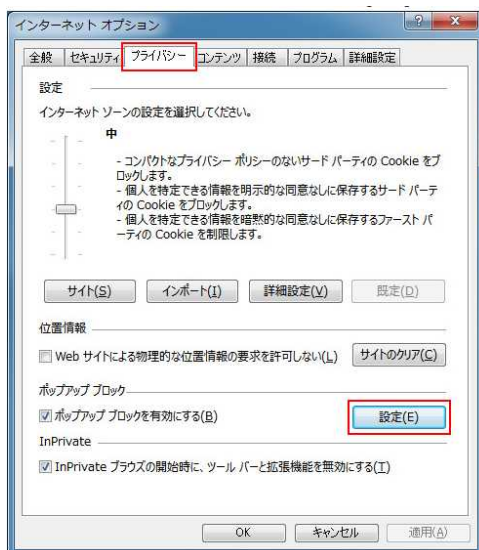 インターネット オプション
全般 セキュリティ プライバシー コンテンツ 接続 プログラム 詳細設定
設定
インターネット ゾーンの設定を選択してください。
中
- コンパクトなプライバシー ポリシーのないサード パーティの Cookie をブ
ロックします。
- 個人を特定できる情報を明示的な同意なしに保存するサード パーテ
ィの Cookie をブロックします。
- 個人を特定できる情報を暗黙的な同意なしに保存するファースト パ
ーティの Cookie を制限します。
サイト(S) インポート(I) 詳細設定(V) 既定(D)
位置情報
Web サイトによる物理的な位置情報の要求を許可しない(L) サイトのクリア(C)
ポップアップ ブロック
ポップアップ ブロックを有効にする(B) 設定(E)
InPrivate
InPrivate ブラウズの開始時に、ツール バーと拡張機能を無効にする(T)
OK キャンセル 適用(A)